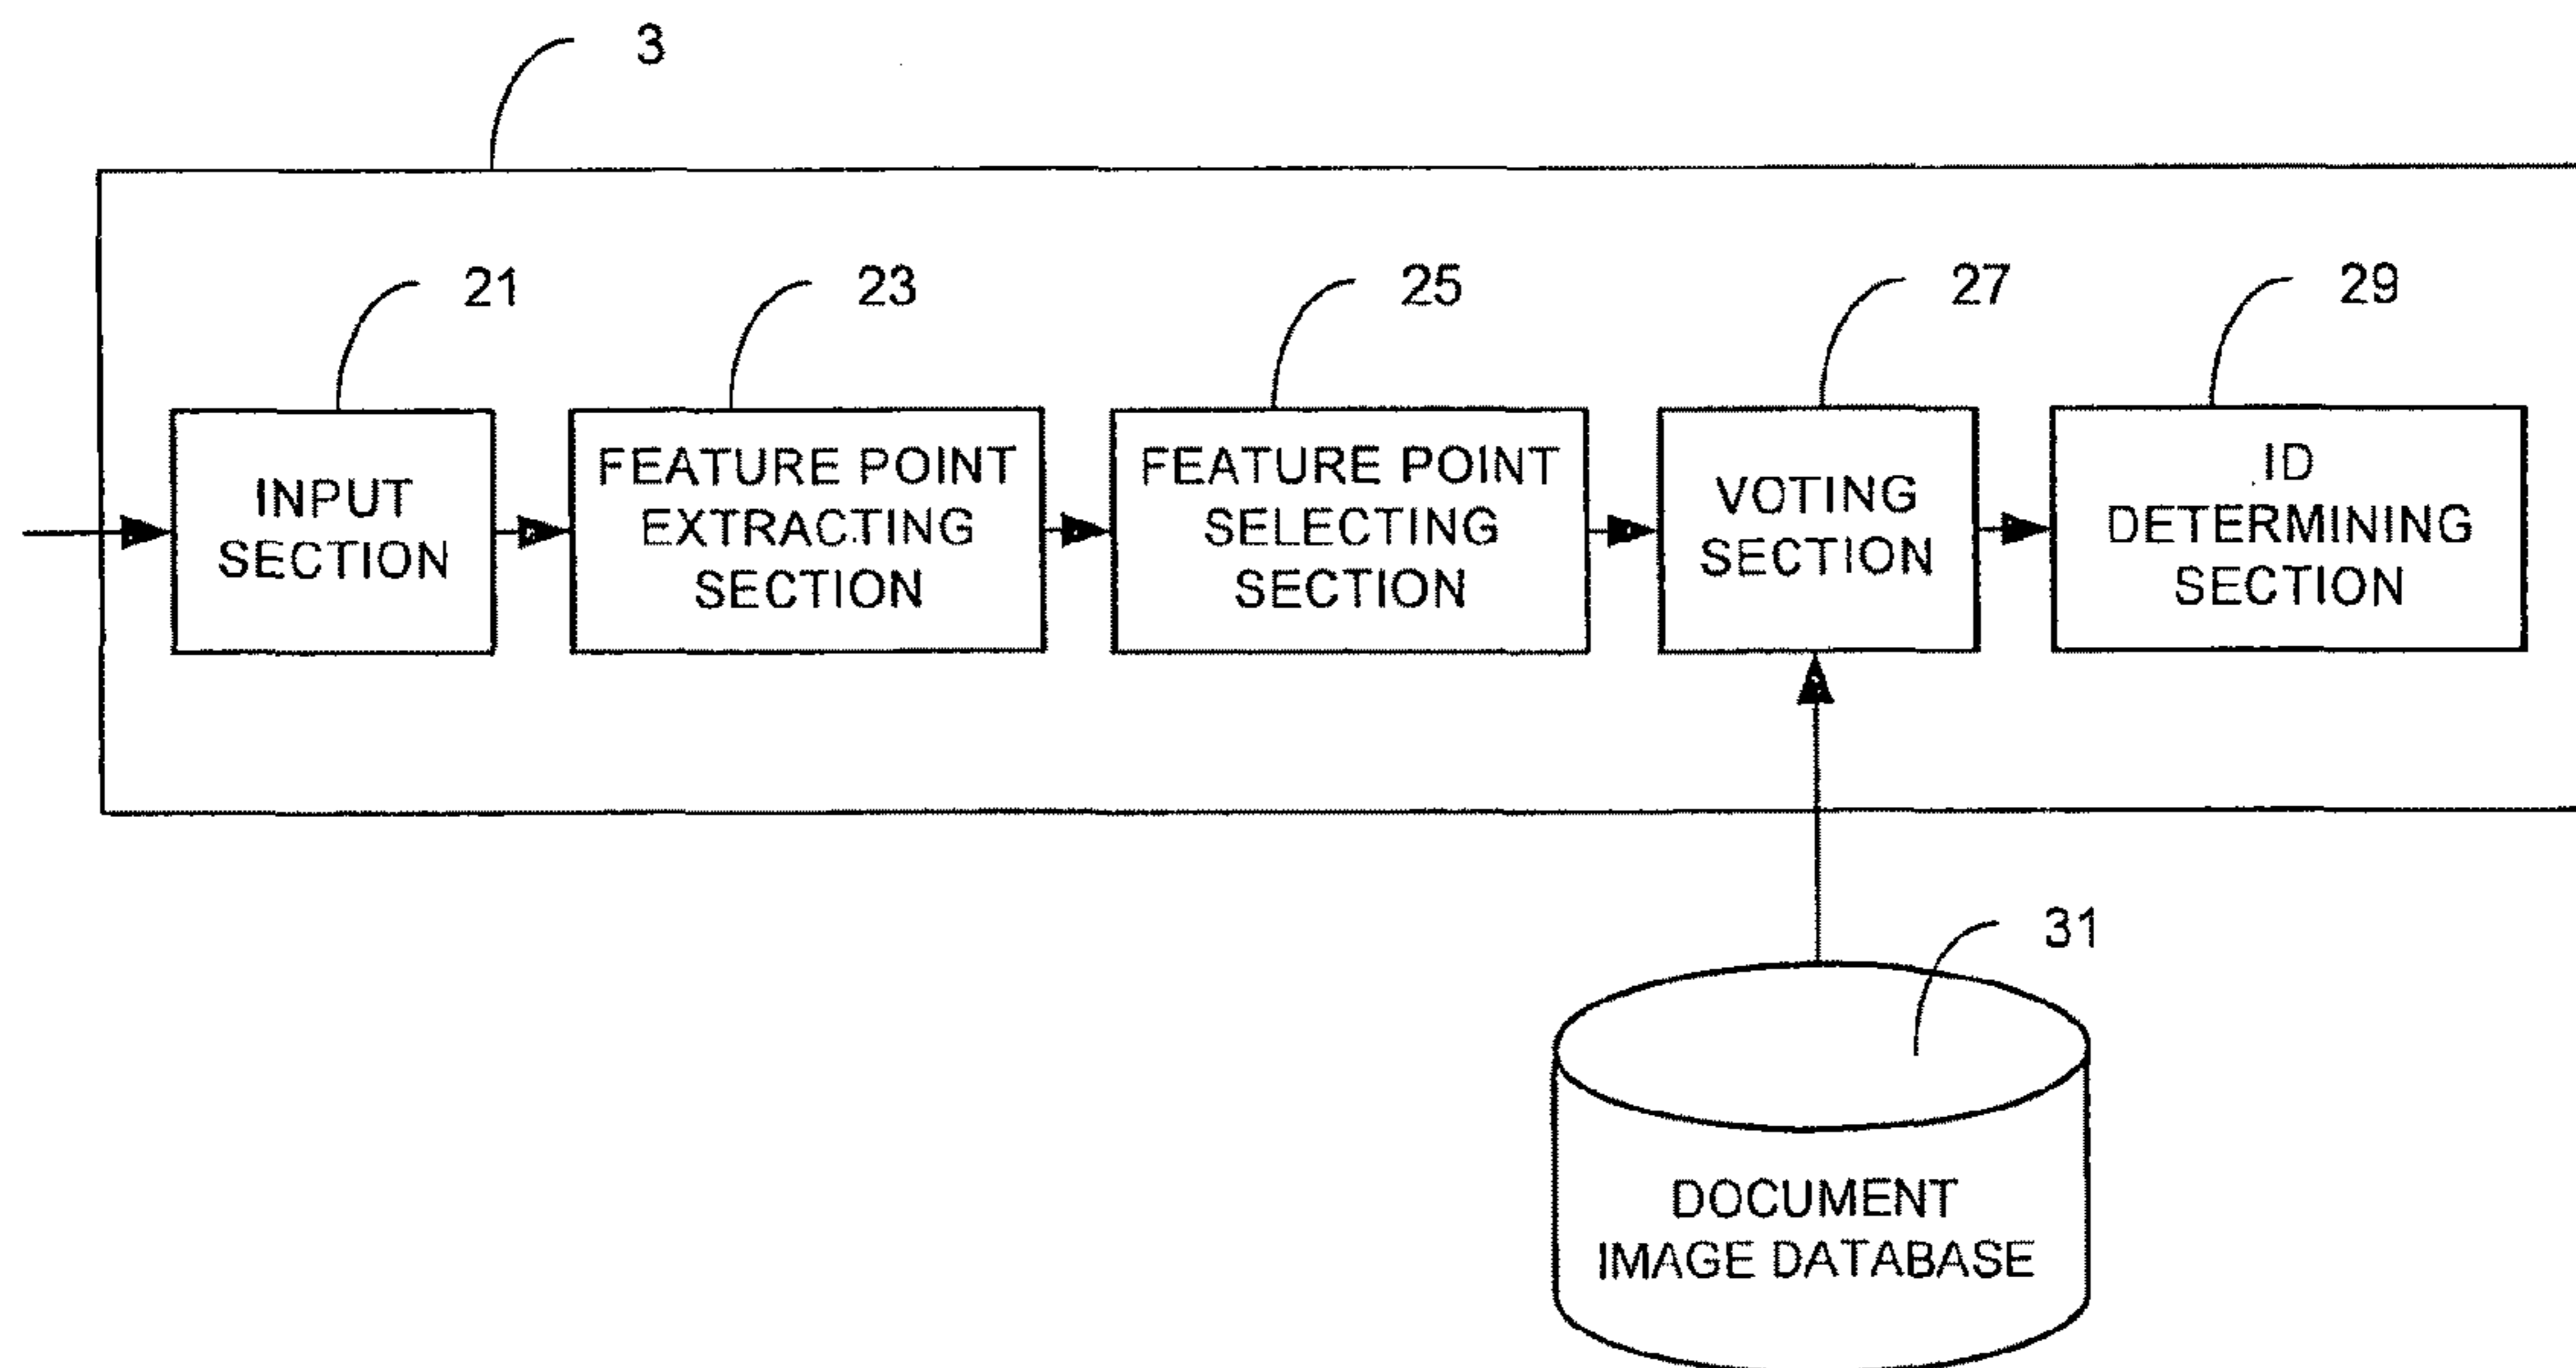 3
21
23
25
27
29
INPUT
SECTION
FEATURE POINT
EXTRACTING
SECTION
FEATURE POINT
SELECTING
SECTION
VOTING
SECTION
ID
DETERMINING
SECTION
31
DOCUMENT
IMAGE DATABASE